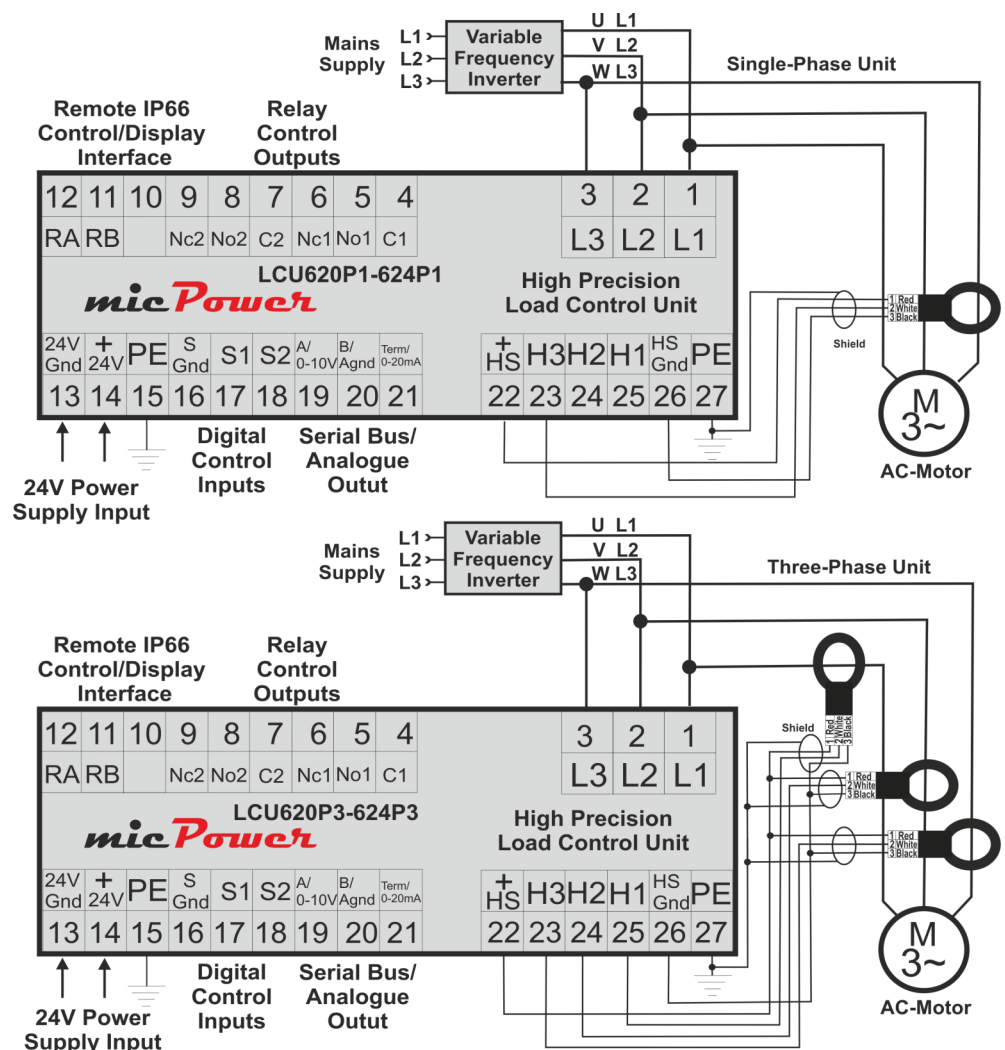 U L1
L1
Mains
Supply
L2
L3
Variable
Frequency
Inverter
V L2
W L3
Single-Phase Unit
Remote IP66
Control/Display
Interface
Relay
Control
Outputs
12 11 10 9 8 7 6 5 4 3 2 1
RA RB Nc2 No2 C2 Nc1 No1 C1 L3 L2 L1
LCU620P1-624P1
micPower
High Precision
Load Control Unit
1 Red
2 White
3 Black
Shield
24V Gnd + 24V PE S Gnd S1 S2 A/ 0-10V B/ Agnd Term/ 0-20mA + HS H3 H2 H1 HS Gnd PE
13 14 15 16 17 18 19 20 21 22 23 24 25 26 27
M
3~
AC-Motor
Digital
Control
Inputs
Serial Bus/
Analogue
Outut
24V Power
Supply Input
U L1
L1
Mains
Supply
L2
L3
Variable
Frequency
Inverter
V L2
W L3
Three-Phase Unit
Remote IP66
Control/Display
Interface
Relay
Control
Outputs
12 11 10 9 8 7 6 5 4 3 2 1
RA RB Nc2 No2 C2 Nc1 No1 C1 L3 L2 L1
LCU620P3-624P3
micPower
High Precision
Load Control Unit
Shield
1 Red
2 White
3 Black
1 Red
2 White
3 Black
1 Red
2 White
3 Black
24V Gnd + 24V PE S Gnd S1 S2 A/ 0-10V B/ Agnd Term/ 0-20mA + HS H3 H2 H1 HS Gnd PE
13 14 15 16 17 18 19 20 21 22 23 24 25 26 27
M
3~
AC-Motor
Digital
Control
Inputs
Serial Bus/
Analogue
Outut
24V Power
Supply Input